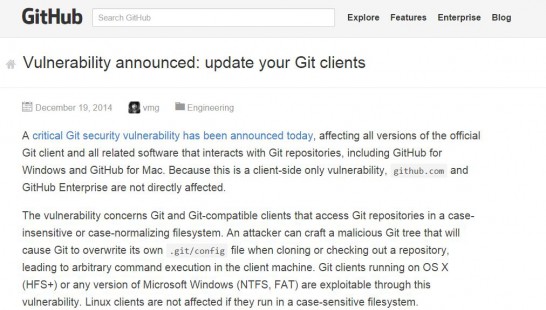 GitHub Search GitHub Explore Features Enterprise Blog
Vulnerability announced: update your Git clients
December 19, 2014 vmg Engineering
A critical Git security vulnerability has been announced today, affecting all versions of the official
Git client and all related software that interacts with Git repositories, including GitHub for
Windows and GitHub for Mac. Because this is a client-side only vulnerability, github.com and
GitHub Enterprise are not directly affected.
The vulnerability concerns Git and Git-compatible clients that access Git repositories in a case-
insensitive or case-normalizing filesystem. An attacker can craft a malicious Git tree that will
cause Git to overwrite its own .git/config file when cloning or checking out a repository,
leading to arbitrary command execution in the client machine. Git clients running on OS X
(HFS+) or any version of Microsoft Windows (NTFS, FAT) are exploitable through this
vulnerability. Linux clients are not affected if they run in a case-sensitive filesystem.